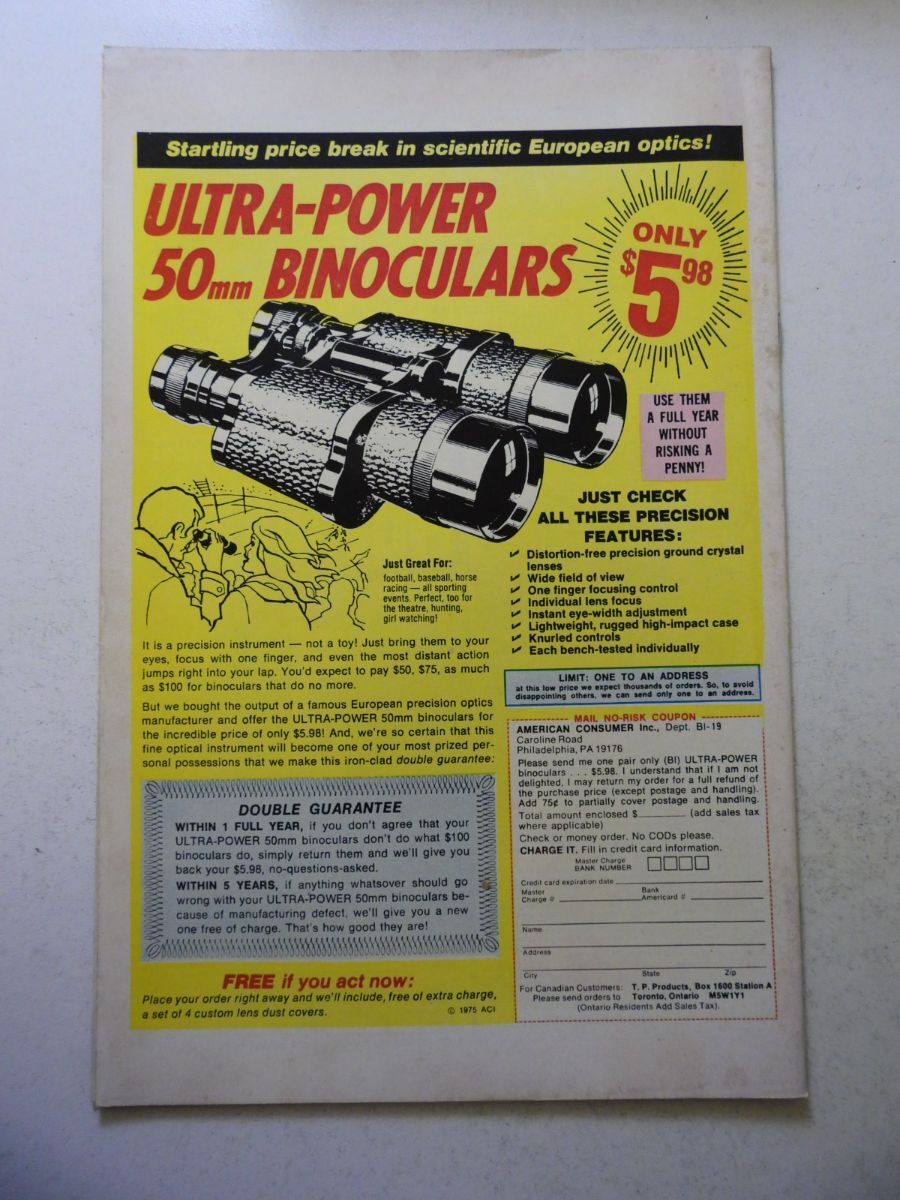 Startling price break in scientific European optics!
ULTRA-POWER
50mm BINOCULARS
ONLY
$5 98
USE THEM
A FULL YEAR
WITHOUT
RISKING A
PENNY!
JUST CHECK
ALL THESE PRECISION
FEATURES:
✓ Distortion-free precision ground crystal
lenses
✓ Wide field of view
✓ One finger focusing control
✓ Individual lens focus
✓ Instant eye-width adjustment
✓ Lightweight, rugged high-impact case
✓ Knurled controls
✓ Each bench-tested individually
Just Great For:
football, baseball, horse
racing — all sporting
events. Perfect, too for
the theatre, hunting,
girl watching!
It is a precision instrument — not a toy! Just bring them to your
eyes, focus with one finger, and even the most distant action
jumps right into your lap. You'd expect to pay $50, $75, as much
as $100 for binoculars that do no more.
But we bought the output of a famous European precision optics
manufacturer and offer the ULTRA-POWER 50mm binoculars for
the incredible price of only $5.98! And, we're so certain that this
fine optical instrument will become one of your most prized per-
sonal possessions that we make this iron-clad double guarantee:
DOUBLE GUARANTEE
WITHIN 1 FULL YEAR, if you don't agree that your
ULTRA-POWER 50mm binoculars don't do what $100
binoculars do, simply return them and we'll give you
back your $5.98, no-questions-asked.
WITHIN 5 YEARS, if anything whatsover should go
wrong with your ULTRA-POWER 50mm binoculars be-
cause of manufacturing defect, we'll give you a new
one free of charge. That's how good they are!
FREE if you act now:
Place your order right away and we'll include, free of extra charge,
a set of 4 custom lens dust covers.
© 1975 ACI
LIMIT: ONE TO AN ADDRESS
at this low price we expect thousands of orders. So, to avoid
disappointing others, we can send only one to an address.
MAIL NO-RISK COUPON
AMERICAN CONSUMER Inc., Dept. BI-19
Caroline Road
Philadelphia, PA 19176
Please send me one pair only (BI) ULTRA-POWER
binoculars . . . $5.98. I understand that if I am not
delighted, I may return my order for a full refund of
the purchase price (except postage and handling).
Add 75¢ to partially cover postage and handling.
Total amount enclosed $________ (add sales tax
where applicable)
Check or money order. No CODs please.
CHARGE IT. Fill in credit card information.
Master Charge
BANK NUMBER
Credit card expiration date
Master
Charge #
Bank
Americard #
Name
Address
City State Zip
For Canadian Customers: T. P. Products, Box 1600 Station A
Please send orders to Toronto, Ontario M5W1Y1
(Ontario Residents Add Sales Tax).